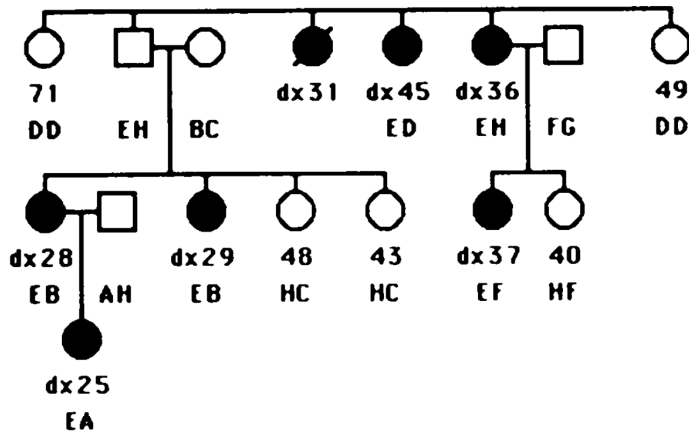 71 dx31 dx45 dx36 49
DD EH BC ED EH FG DD
dx28 dx29 48 43 dx37 40
EB AH EB HC HC EF HF
dx25
EA